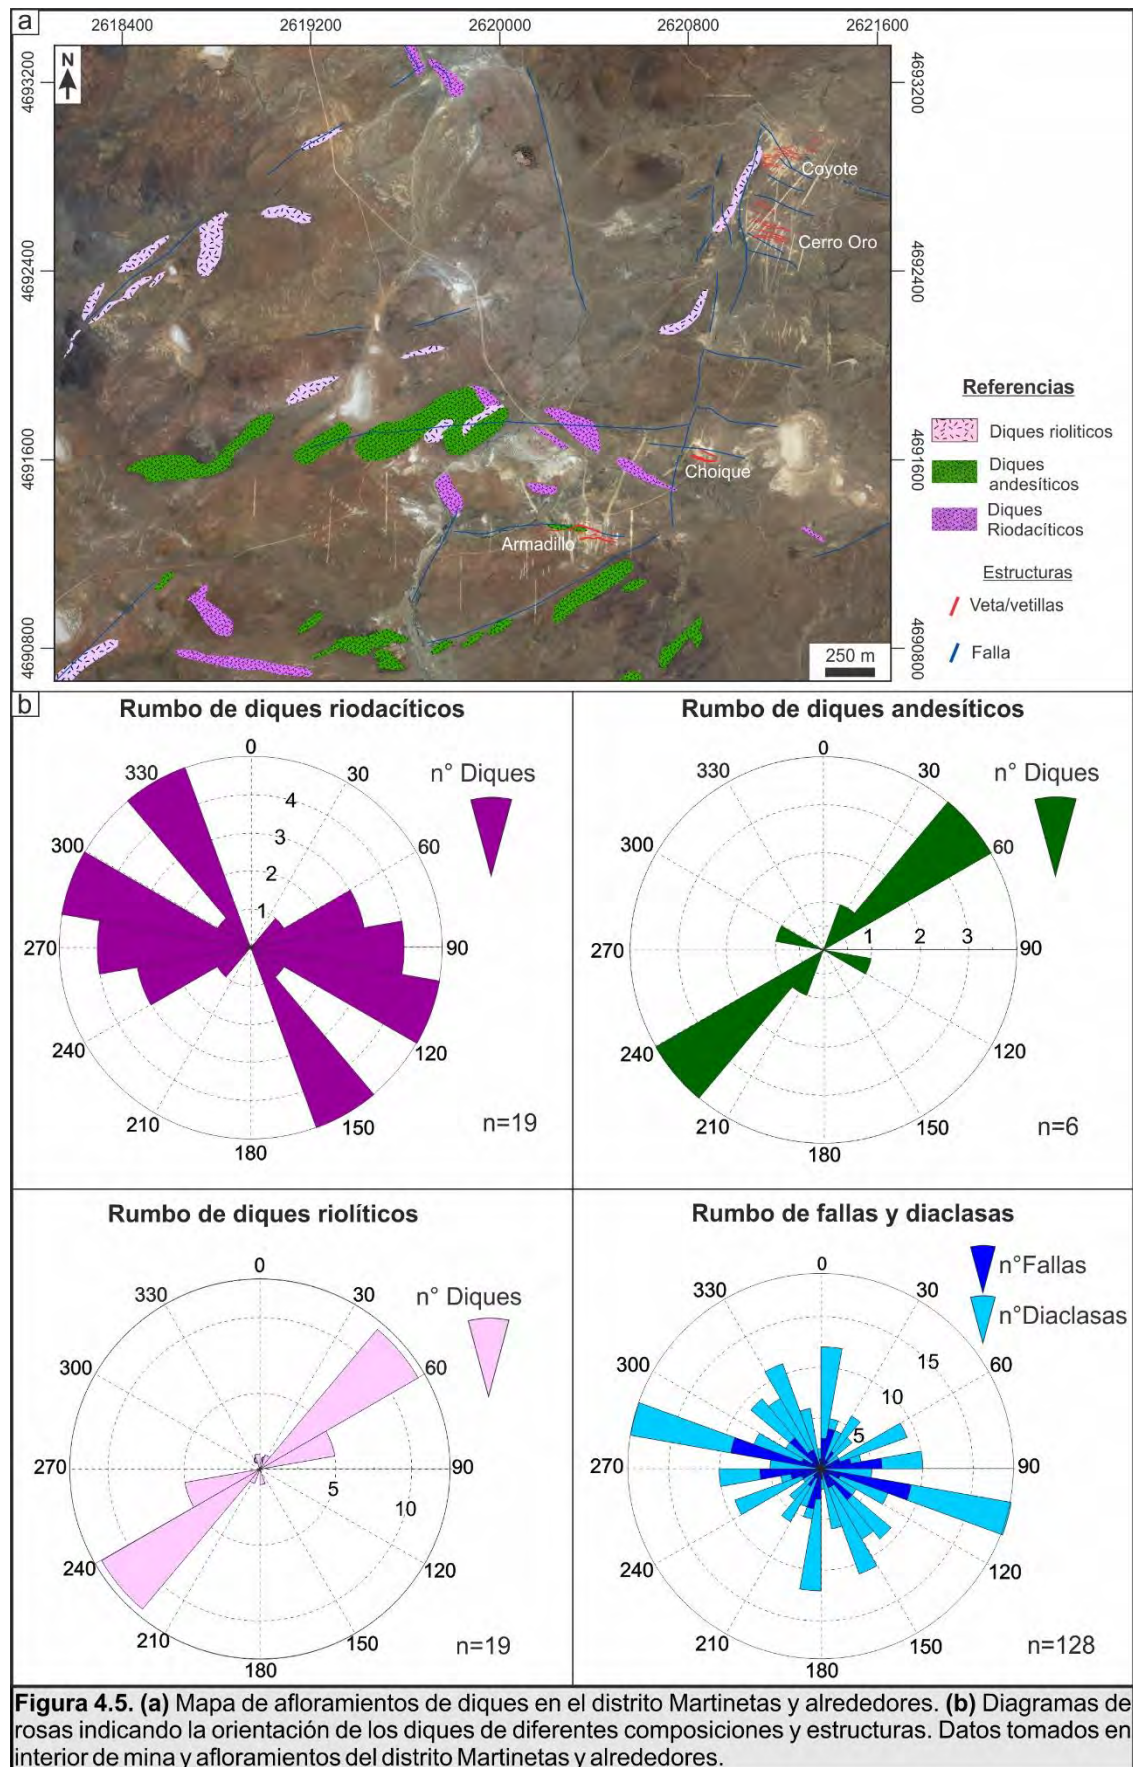 a
2618400
2619200
2620000
2620800
2621600
4693200
4693200
N
Coyote
Cerro Oro
4692400
4692400
4691600
4691600
Choique
Armadillo
4690800
4690800
250 m
Referencias
Diques rioliticos
Diques
andesíticos
Diques
Riodacíticos
Estructuras
Veta/vetillas
Falla
b
Rumbo de diques riodacíticos
n° Diques
0
30
60
90
120
150
180
210
240
270
300
330
1
2
3
4
n=19
Rumbo de diques andesíticos
n° Diques
0
30
60
90
120
150
180
210
240
270
300
330
1
2
3
n=6
Rumbo de diques riolíticos
n° Diques
0
30
60
90
120
150
180
210
240
270
300
330
5
10
n=19
Rumbo de fallas y diaclasas
n°Fallas
n°Diaclasas
0
30
60
90
120
150
180
210
240
270
300
330
5
10
15
n=128
Figura 4.5. (a) Mapa de afloramientos de diques en el distrito Martinetas y alrededores. (b) Diagramas de
rosas indicando la orientación de los diques de diferentes composiciones y estructuras. Datos tomados en
interior de mina y afloramientos del distrito Martinetas y alrededores.